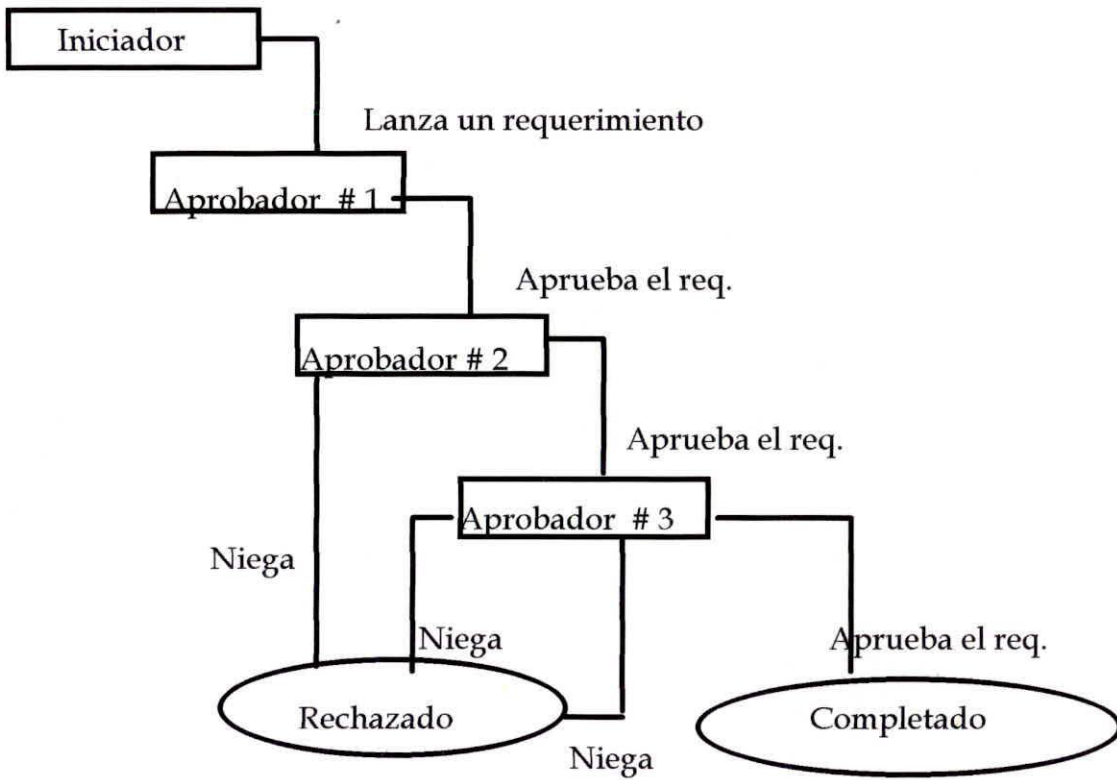 Iniciador
Lanza un requerimiento
Aprobador # 1
Aprueba el req.
Aprobador # 2
Aprueba el req.
Aprobador # 3
Niega
Niega
Aprueba el req.
Rechazado
Completado
Niega